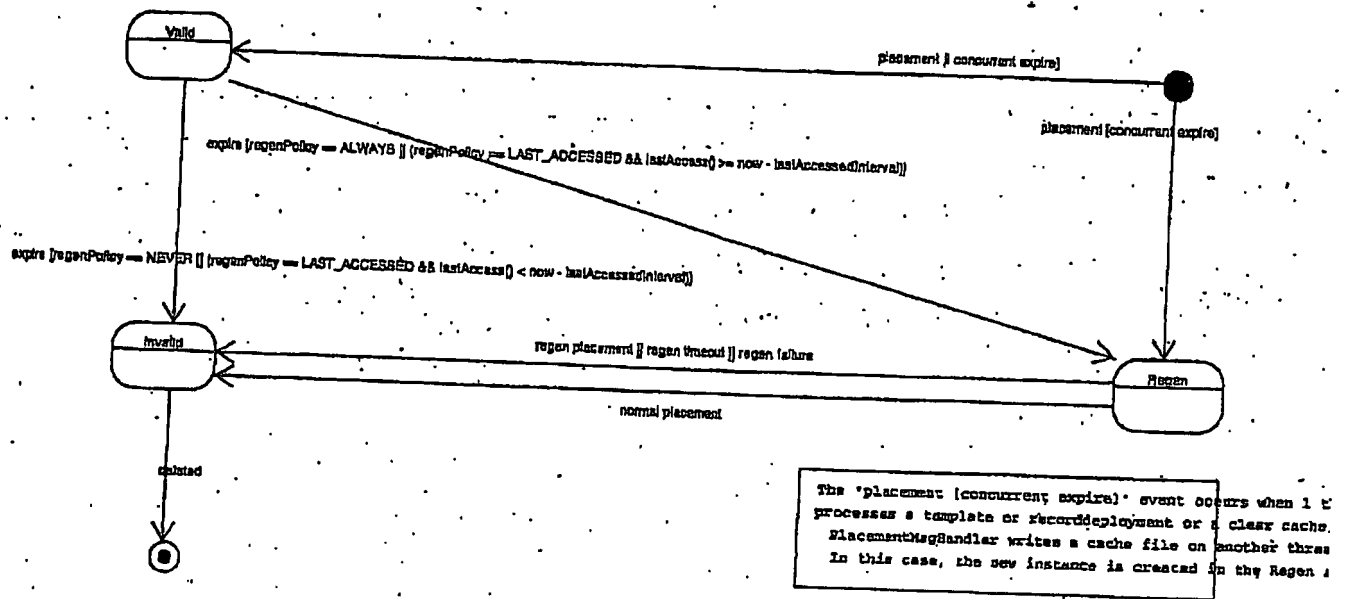 Valid
placement [! concurrent expire]
placement [concurrent expire]
expire [regenPolicy == ALWAYS || (regenPolicy == LAST_ACCESSED && lastAccess() >= now - lastAccessedInterval)]
expire [regenPolicy == NEVER || (regenPolicy == LAST_ACCESSED && lastAccess() < now - lastAccessedInterval)]
Invalid
regen placement || regen timeout || regen failure
Regen
normal placement
deleted
The "placement [concurrent expire]" event occurs when 1 t
processes a template or recorddeployment or a clear cache.
PlacementMsgHandler writes a cache file on another threa
In this case, the new instance is created in the Regen